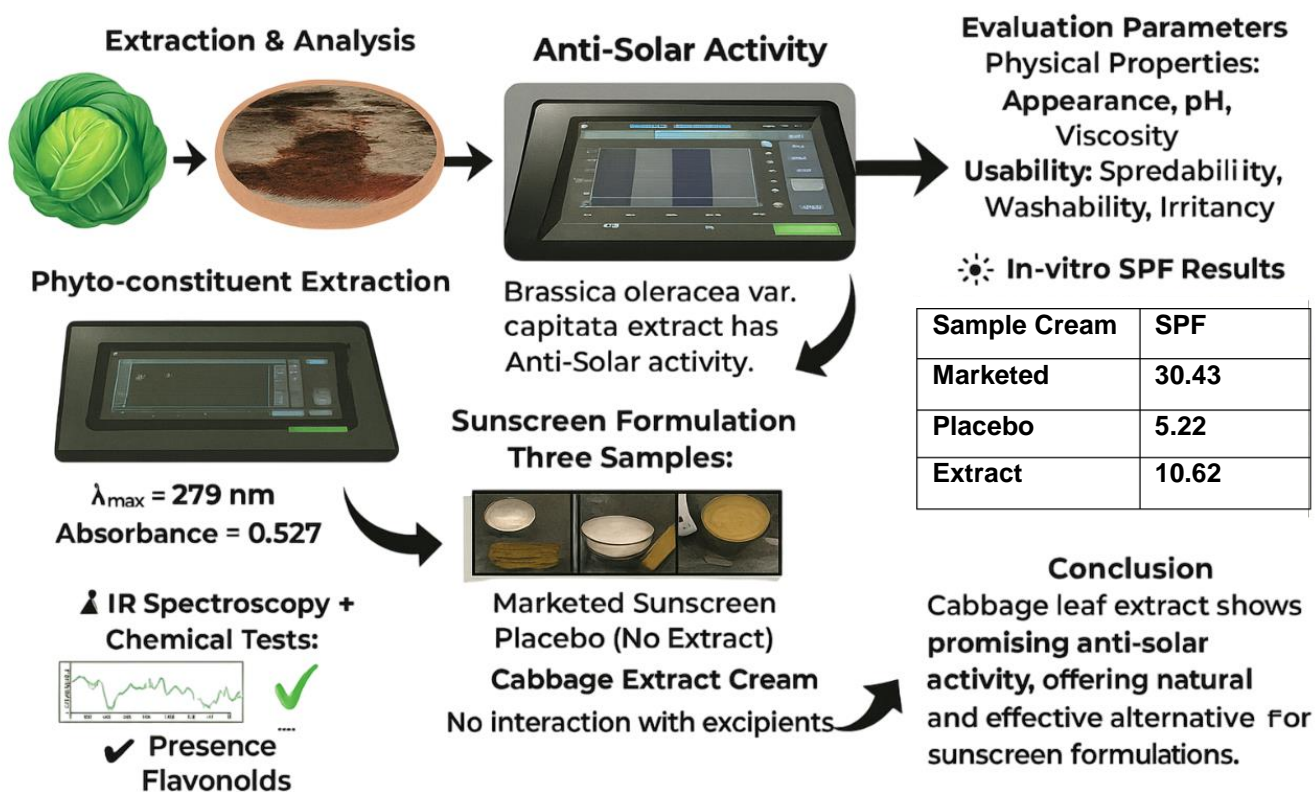 Extraction & Analysis
Anti-Solar Activity
Brassica oleracea var.
capitata extract has
Anti-Solar activity.
Phyto-constituent Extraction
λmax = 279 nm
Absorbance = 0.527
IR Spectroscopy +
Chemical Tests:
✔ Presence
Flavonolds
Sunscreen Formulation
Three Samples:
Marketed Sunscreen
Placebo (No Extract)
Cabbage Extract Cream
No interaction with excipients
Evaluation Parameters
Physical Properties:
Appearance, pH,
Viscosity
Usability: Spredabiliity,
Washability, Irritancy
In-vitro SPF Results
Sample Cream SPF
Marketed 30.43
Placebo 5.22
Extract 10.62
Conclusion
Cabbage leaf extract shows
promising anti-solar
activity, offering natural
and effective alternative for
sunscreen formulations.